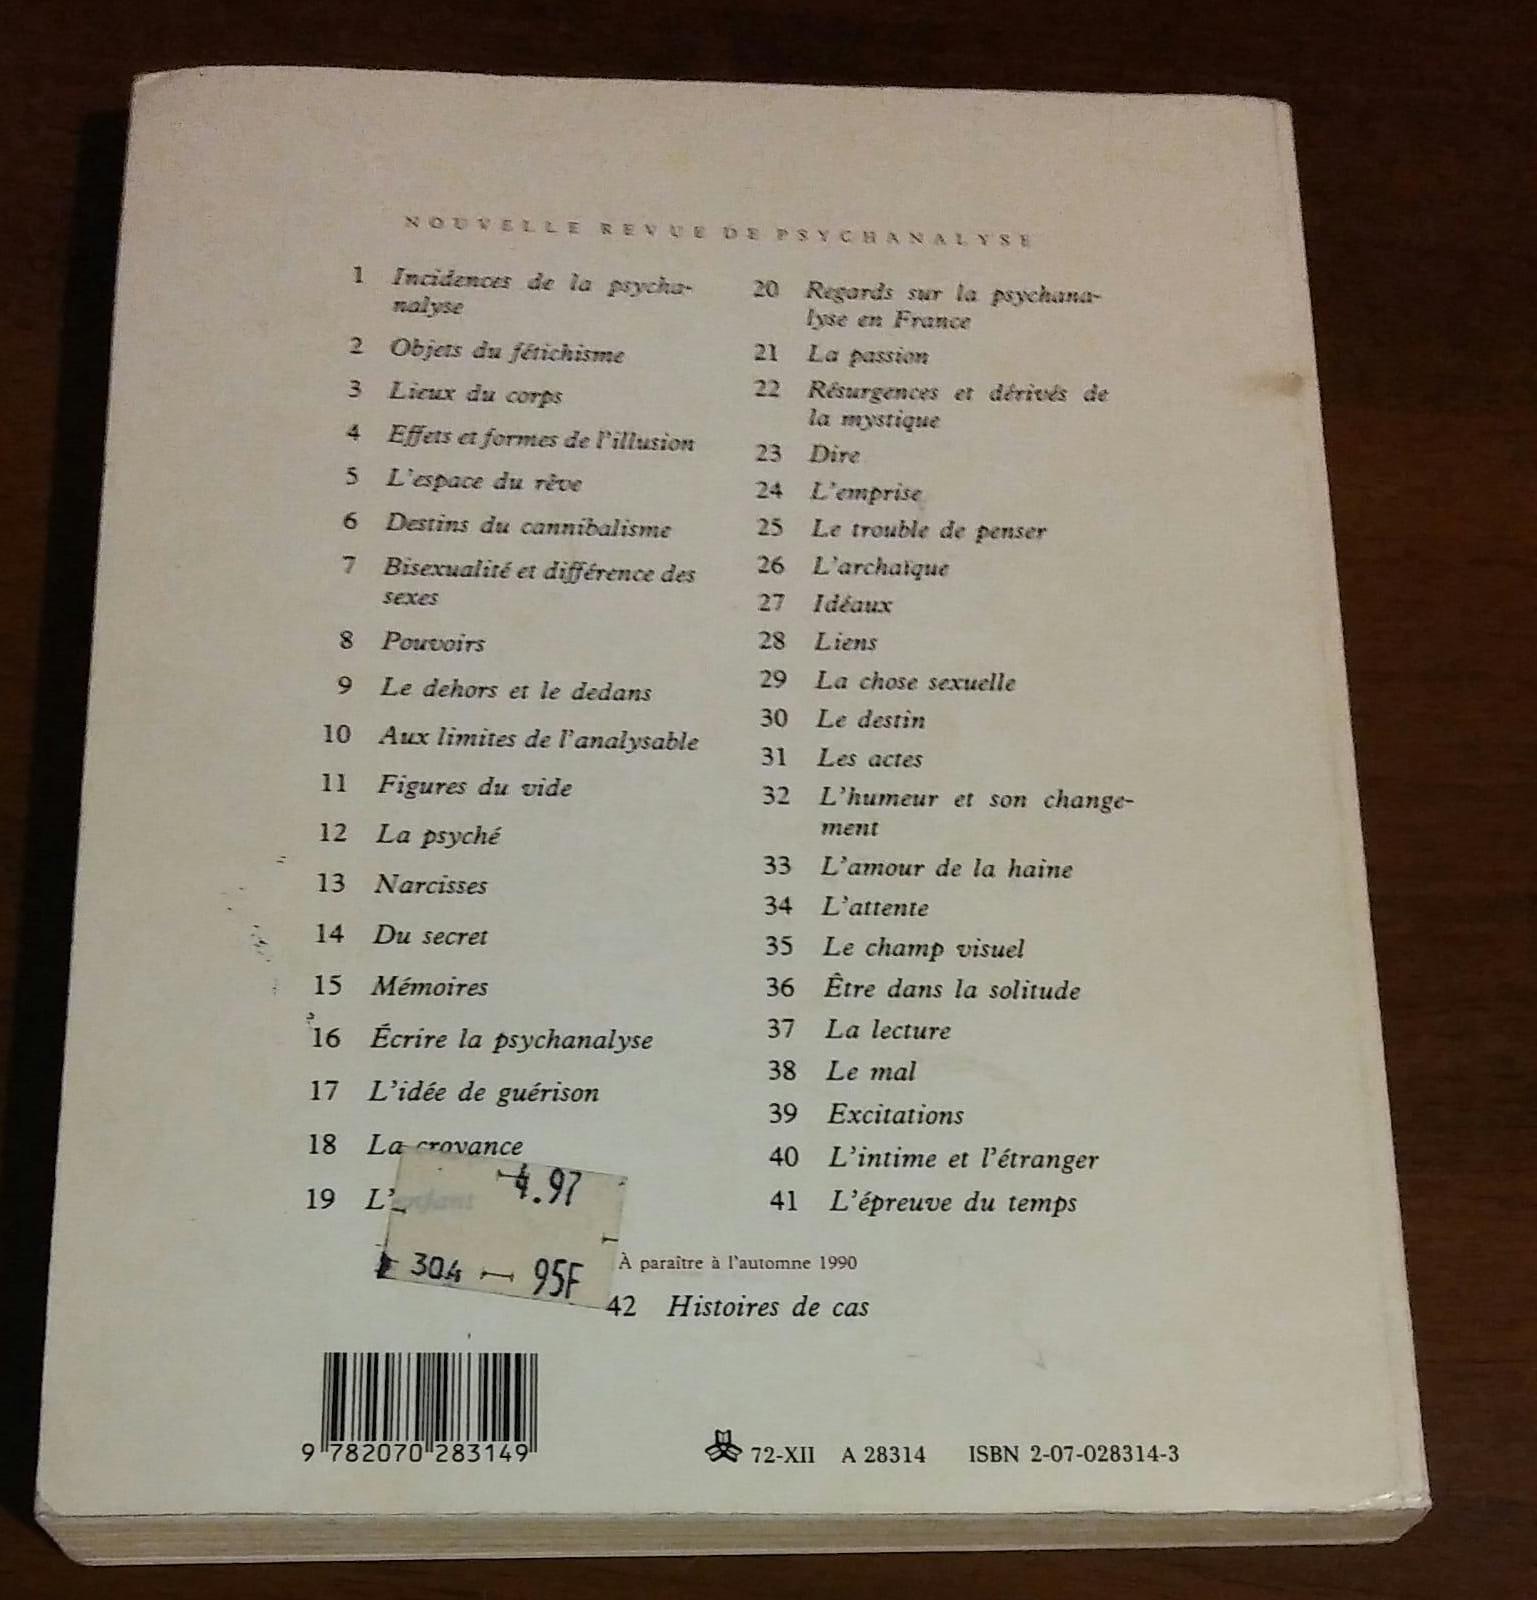 NOUVELLE REVUE DE PSYCHANALYSE
1 Incidences de la psycha-
nalyse
2 Objets du fétichisme
3 Lieux du corps
4 Effets et formes de l'illusion
5 L'espace du rêve
6 Destins du cannibalisme
7 Bisexualité et différence des
sexes
8 Pouvoirs
9 Le dehors et le dedans
10 Aux limites de l'analysable
11 Figures du vide
12 La psyché
13 Narcisses
14 Du secret
15 Mémoires
16 Écrire la psychanalyse
17 L'idée de guérison
18 La croyance
19 L'enfant
20 Regards sur la psychana-
lyse en France
21 La passion
22 Résurgences et dérivés de
la mystique
23 Dire
24 L'emprise
25 Le trouble de penser
26 L'archaïque
27 Idéaux
28 Liens
29 La chose sexuelle
30 Le destin
31 Les actes
32 L'humeur et son change-
ment
33 L'amour de la haine
34 L'attente
35 Le champ visuel
36 Être dans la solitude
37 La lecture
38 Le mal
39 Excitations
40 L'intime et l'étranger
41 L'épreuve du temps
4.97
304 95F
À paraître à l'automne 1990
42 Histoires de cas
9 782070 283149
72-XII A 28314 ISBN 2-07-028314-3